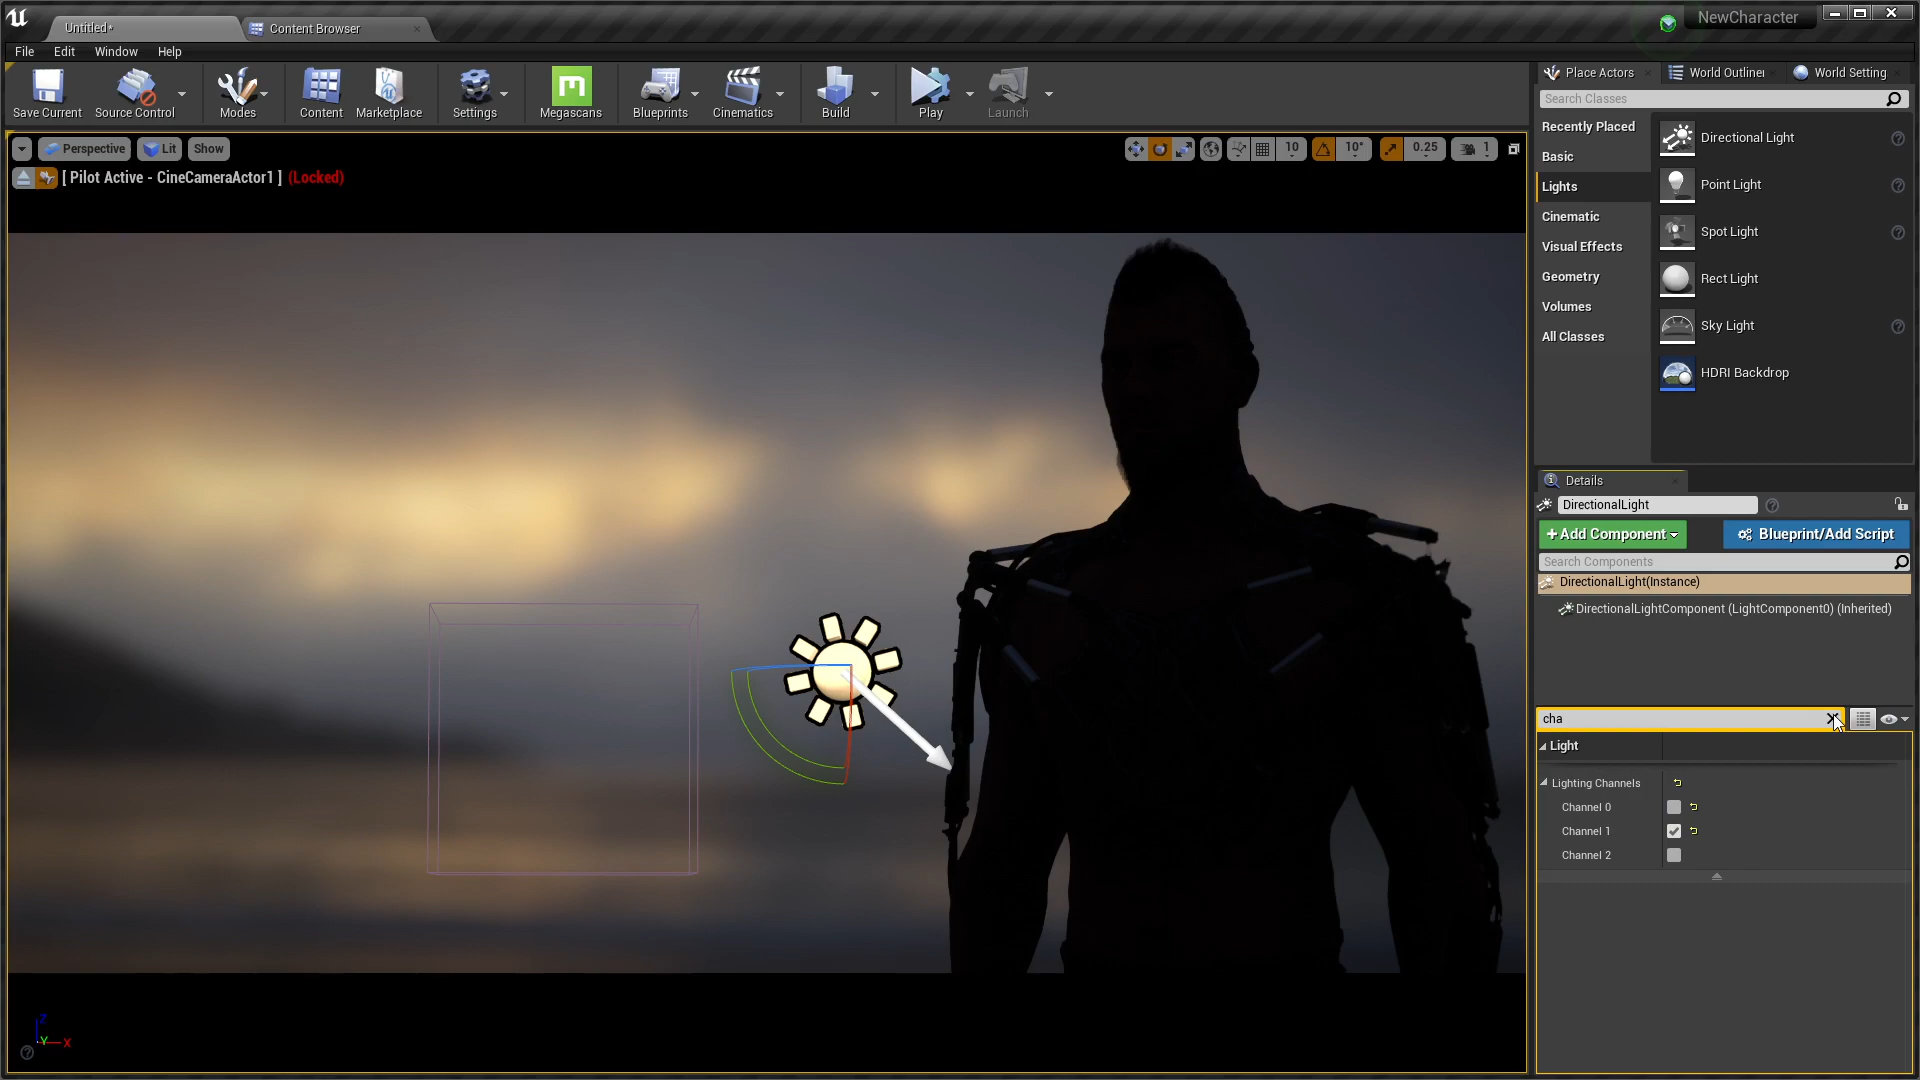 Untitled*
Content Browser
NewCharacter
File Edit Window Help
Save Current
Source Control
Modes
Content
Marketplace
Settings
Megascans
Blueprints
Cinematics
Build
Play
Launch
Perspective
Lit
Show
10
10°
0.25
1
[ Pilot Active - CineCameraActor1 ] (Locked)
Z
Y
X
Place Actors
World Outliner
World Setting
Search Classes
Recently Placed
Basic
Lights
Cinematic
Visual Effects
Geometry
Volumes
All Classes
Directional Light
Point Light
Spot Light
Rect Light
Sky Light
HDRI Backdrop
Details
DirectionalLight
+Add Component
Blueprint/Add Script
Search Components
DirectionalLight(Instance)
DirectionalLightComponent (LightComponent0) (Inherited)
cha
Light
Lighting Channels
Channel 0
Channel 1
Channel 2